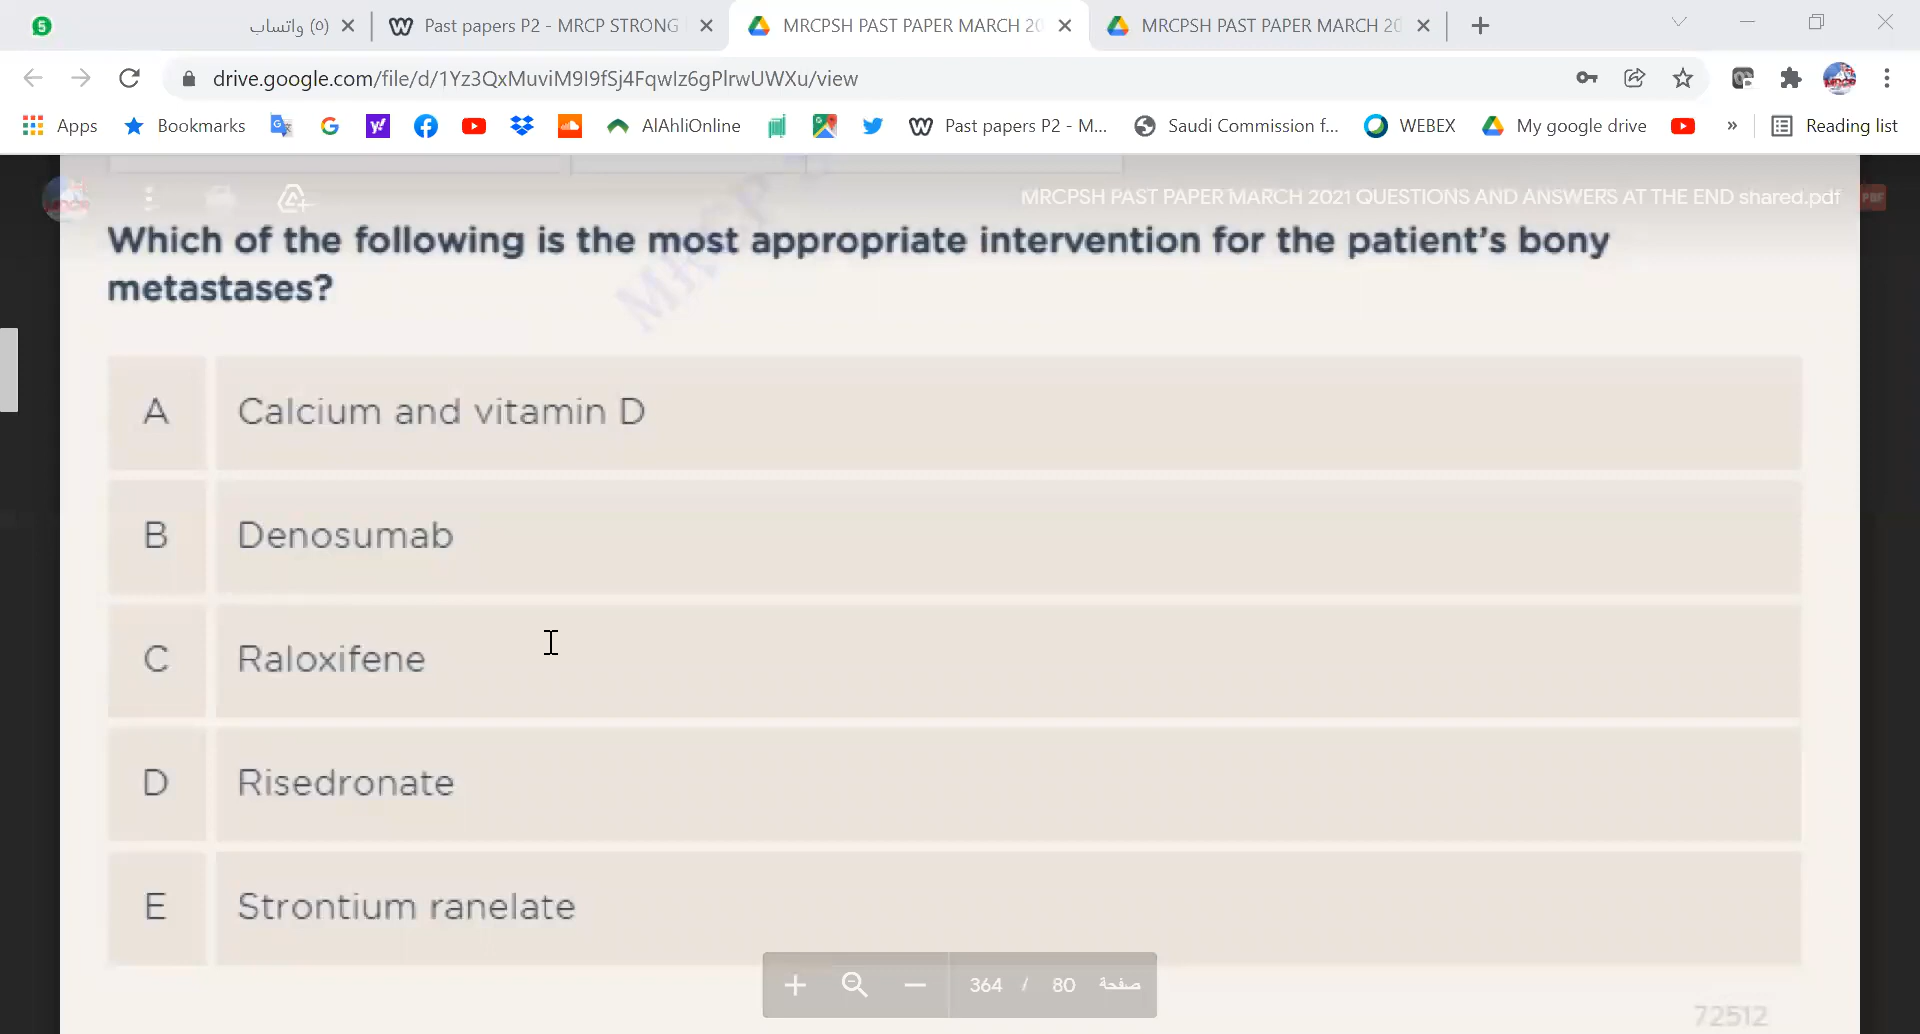 واتساب (٥)
Past papers P2 - MRCP STRONG
MRCPSH PAST PAPER MARCH 20
MRCPSH PAST PAPER MARCH 20
drive.google.com/file/d/1Yz3QxMuviM9I9fSj4FqwIz6gPlrwUWXu/view
Apps
Bookmarks
AlAhliOnline
Past papers P2 - M...
Saudi Commission f...
WEBEX
My google drive
Reading list
MRCPSH PAST PAPER MARCH 2021 QUESTIONS AND ANSWERS AT THE END shared.pdf
PDF
MRCP
Which of the following is the most appropriate intervention for the patient's bony
metastases?
A Calcium and vitamin D
B Denosumab
C Raloxifene
D Risedronate
E Strontium ranelate
364 / 80 صفحة
72512